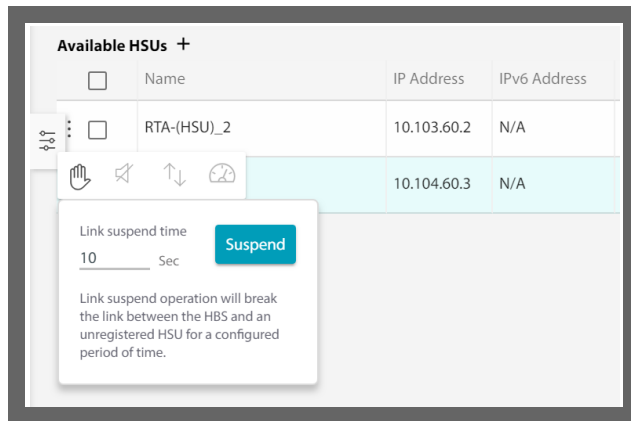 Available HSUs +
Name IP Address IPv6 Address
RTA-(HSU)_2 10.103.60.2 N/A
10.104.60.3 N/A
Link suspend time
10 Sec
Suspend
Link suspend operation will break
the link between the HBS and an
unregistered HSU for a configured
period of time.